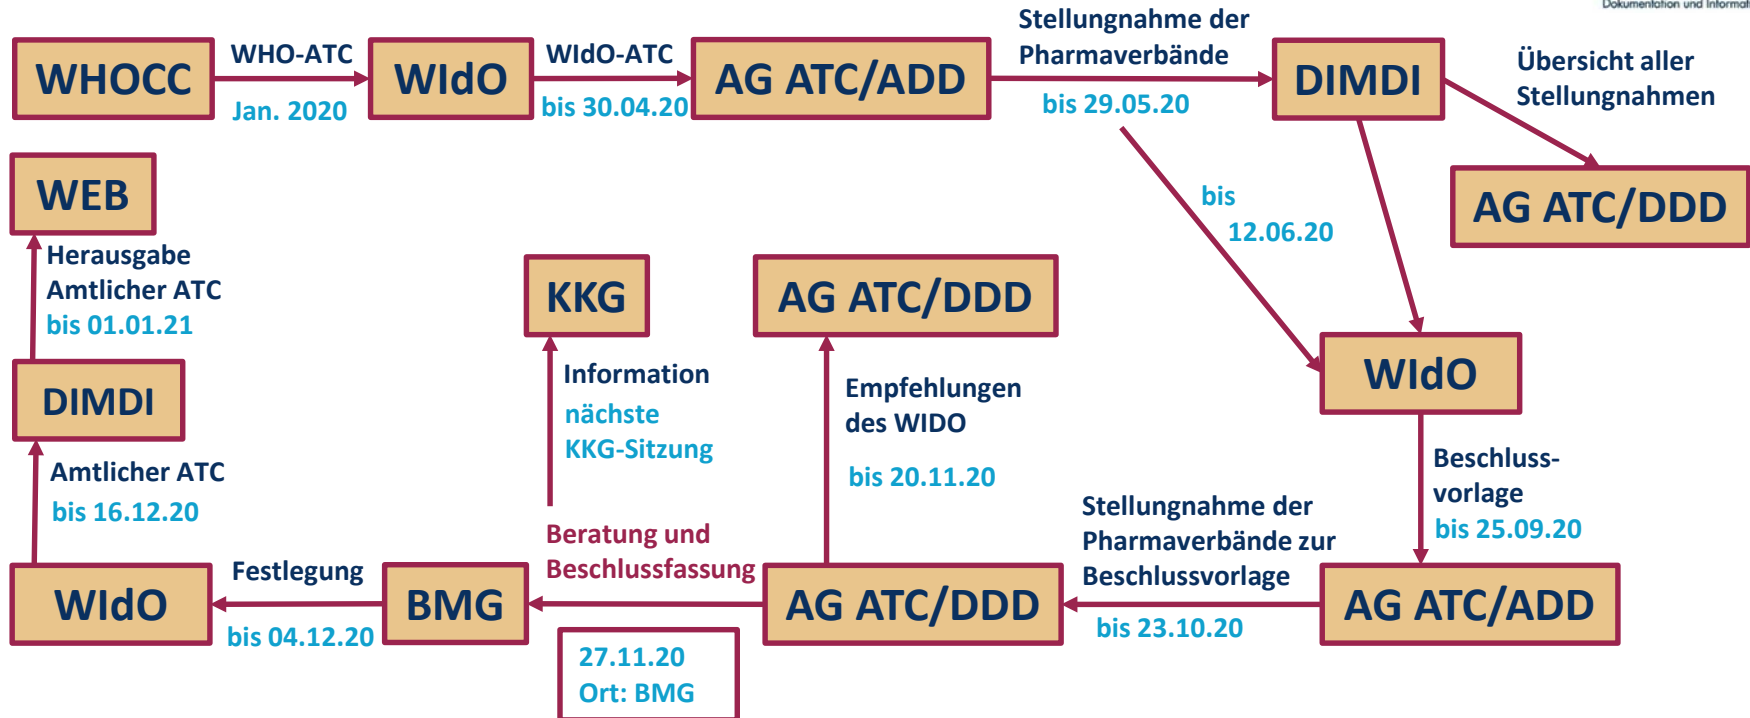 Dokumentation und Informat
WHOCC
WHO-ATC
Jan. 2020
WIdO
WIdO-ATC
bis 30.04.20
AG ATC/ADD
Stellungnahme der
Pharmaverbände
bis 29.05.20
DIMDI
Übersicht aller
Stellungnahmen
AG ATC/DDD
bis
12.06.20
WIdO
Beschluss-
vorlage
bis 25.09.20
AG ATC/ADD
Stellungnahme der
Pharmaverbände zur
Beschlussvorlage
bis 23.10.20
AG ATC/DDD
Empfehlungen
des WIDO
bis 20.11.20
AG ATC/DDD
Beratung und
Beschlussfassung
27.11.20
Ort: BMG
Information
nächste
KKG-Sitzung
KKG
BMG
Festlegung
bis 04.12.20
WIdO
Amtlicher ATC
bis 16.12.20
DIMDI
Herausgabe
Amtlicher ATC
bis 01.01.21
WEB